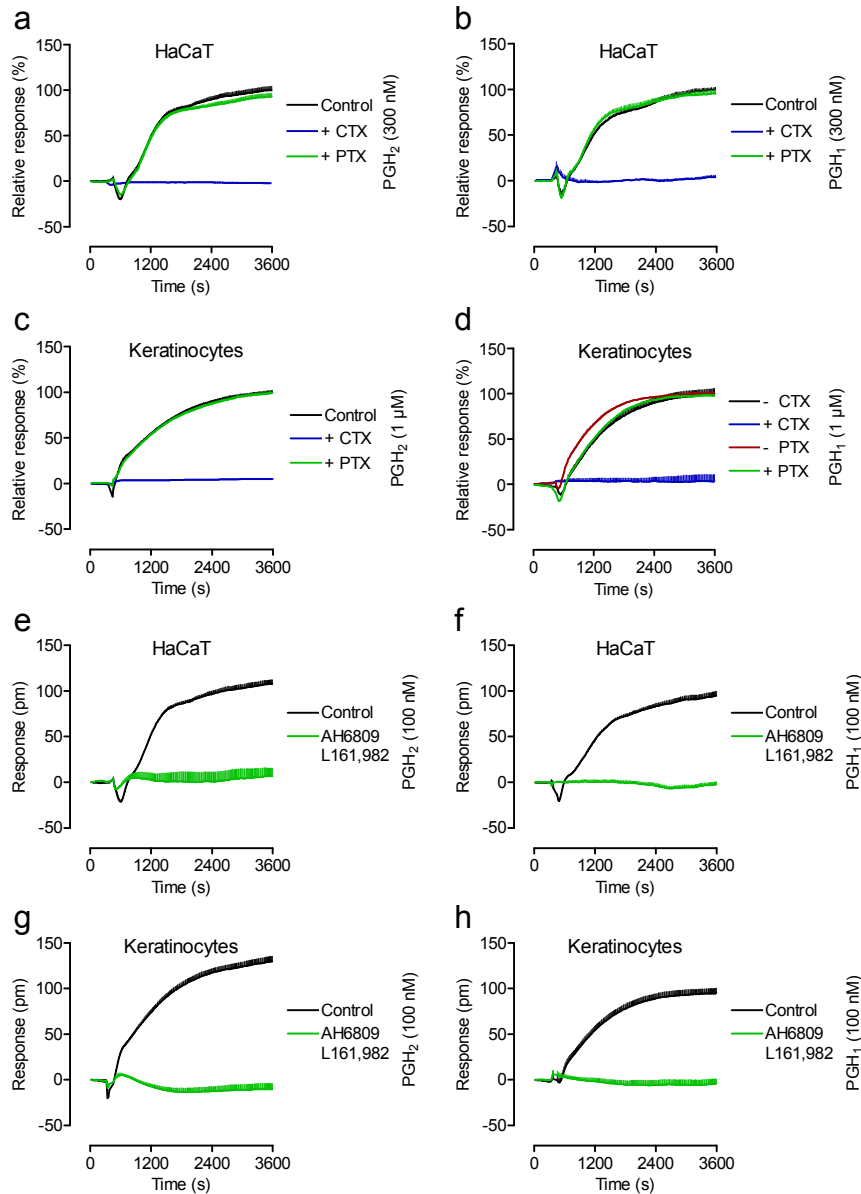 a
HaCaT
Relative response (%)
150
100
50
0
-50
0 1200 2400 3600
Time (s)
Control
+ CTX
+ PTX
PGH2 (300 nM)
b
HaCaT
Relative response (%)
150
100
50
0
-50
0 1200 2400 3600
Time (s)
Control
+ CTX
+ PTX
PGH1 (300 nM)
c
Keratinocytes
Relative response (%)
150
100
50
0
-50
0 1200 2400 3600
Time (s)
Control
+ CTX
+ PTX
PGH2 (1 µM)
d
Keratinocytes
Relative response (%)
150
100
50
0
-50
0 1200 2400 3600
Time (s)
- CTX
+ CTX
- PTX
+ PTX
PGH1 (1 µM)
e
HaCaT
Response (pm)
150
100
50
0
-50
0 1200 2400 3600
Time (s)
Control
AH6809
L161,982
PGH2 (100 nM)
f
HaCaT
Response (pm)
150
100
50
0
-50
0 1200 2400 3600
Time (s)
Control
AH6809
L161,982
PGH1 (100 nM)
g
Keratinocytes
Response (pm)
150
100
50
0
-50
0 1200 2400 3600
Time (s)
Control
AH6809
L161,982
PGH2 (100 nM)
h
Keratinocytes
Response (pm)
150
100
50
0
-50
0 1200 2400 3600
Time (s)
Control
AH6809
L161,982
PGH1 (100 nM)